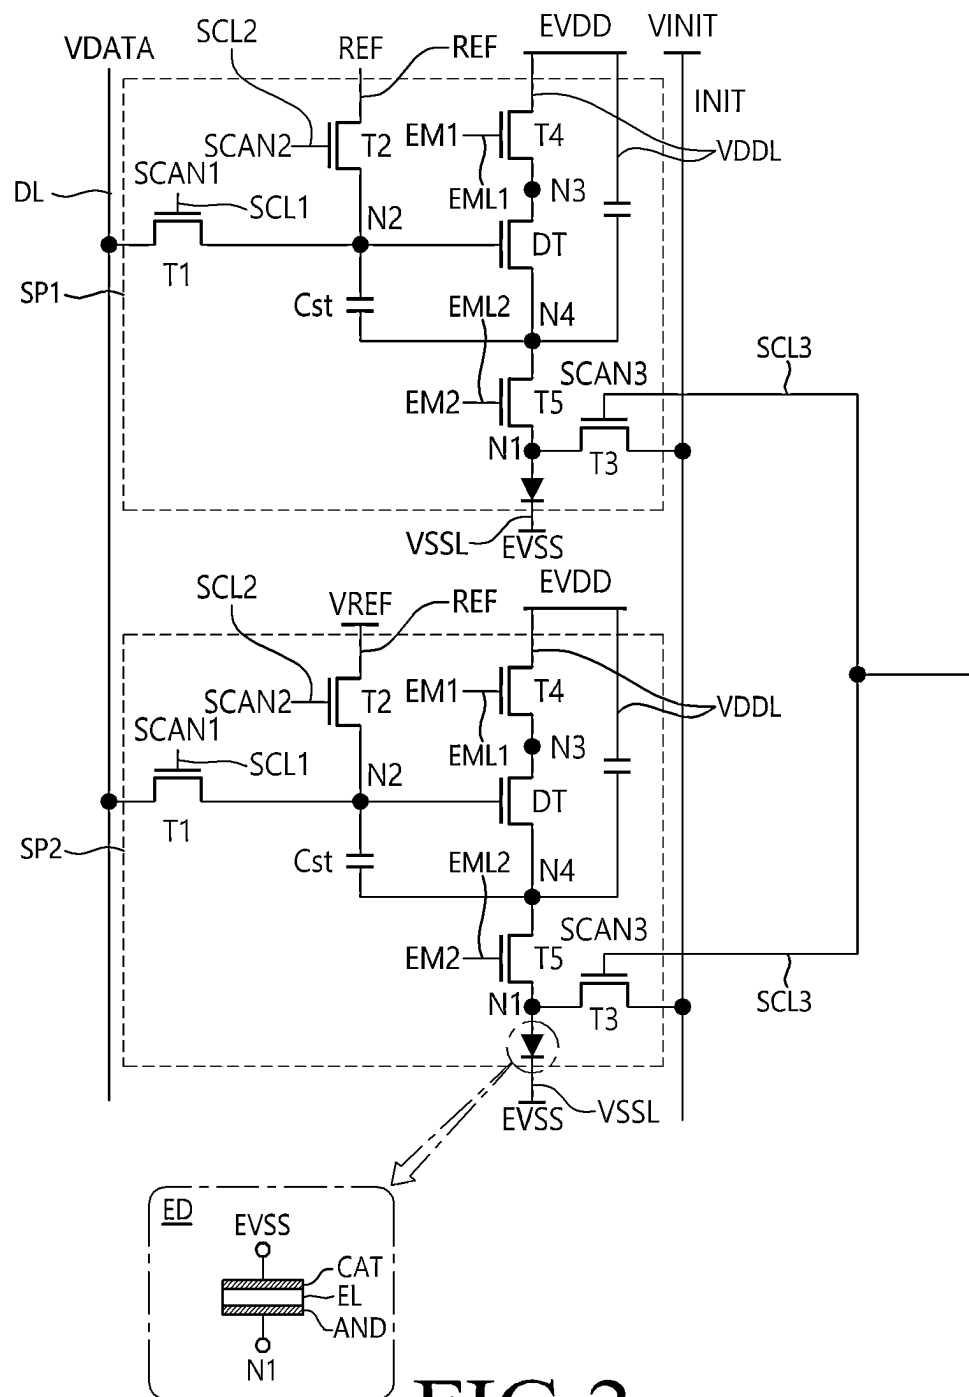 VDATA
SCL2
REF
REF
EVDD
VINIT
INIT
SCAN2
T2
EM1
T4
VDDL
SCAN1
DL
SCL1
N2
EML1
N3
DT
T1
SP1
Cst
EML2
N4
SCL3
SCAN3
EM2
T5
N1
T3
VSSL
EVSS
EVDD
SCL2
VREF
REF
SCAN2
T2
EM1
T4
VDDL
SCAN1
SCL1
N2
EML1
N3
DT
T1
SP2
Cst
EML2
N4
SCAN3
EM2
T5
N1
T3
SCL3
EVSS
VSSL
ED
EVSS
CAT
EL
AND
N1